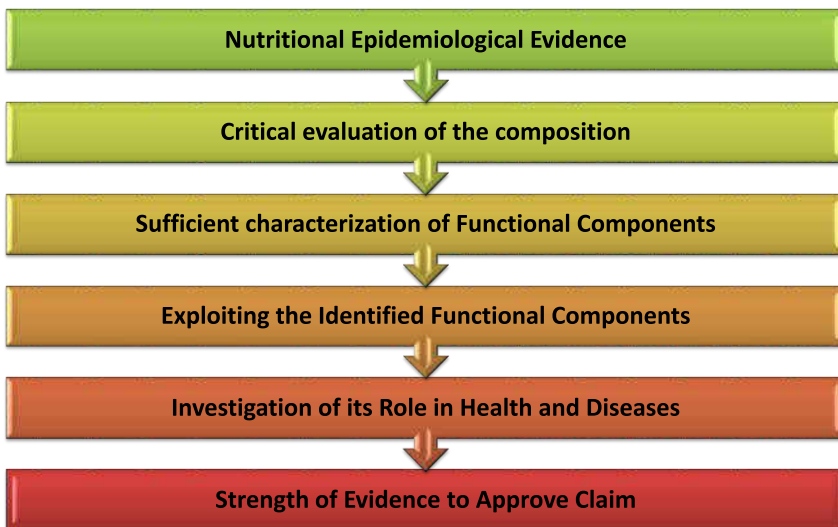 Nutritional Epidemiological Evidence
Critical evaluation of the composition
Sufficient characterization of Functional Components
Exploiting the Identified Functional Components
Investigation of its Role in Health and Diseases
Strength of Evidence to Approve Claim